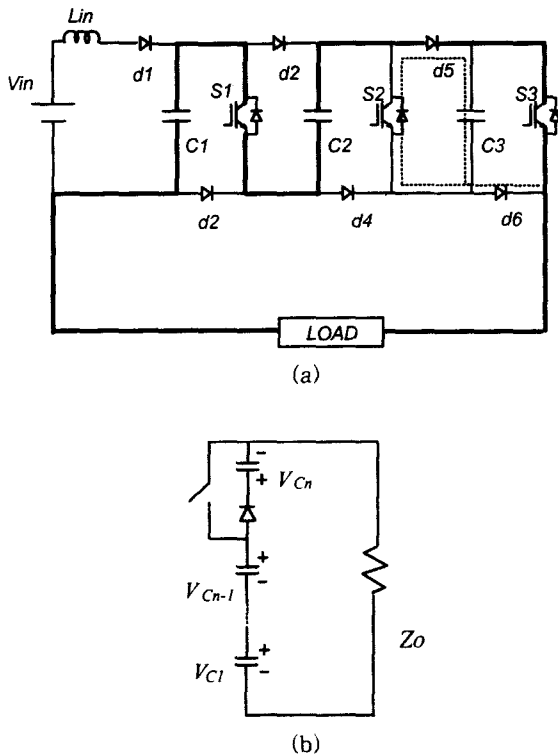 Lin
d1
d2
d5
Vin
S1
S2
S3
C1
C2
C3
d2
d4
d6
LOAD
(a)
V Cn
V Cn-1
V C1
Zo
(b)
- 
+
+
-
+
-